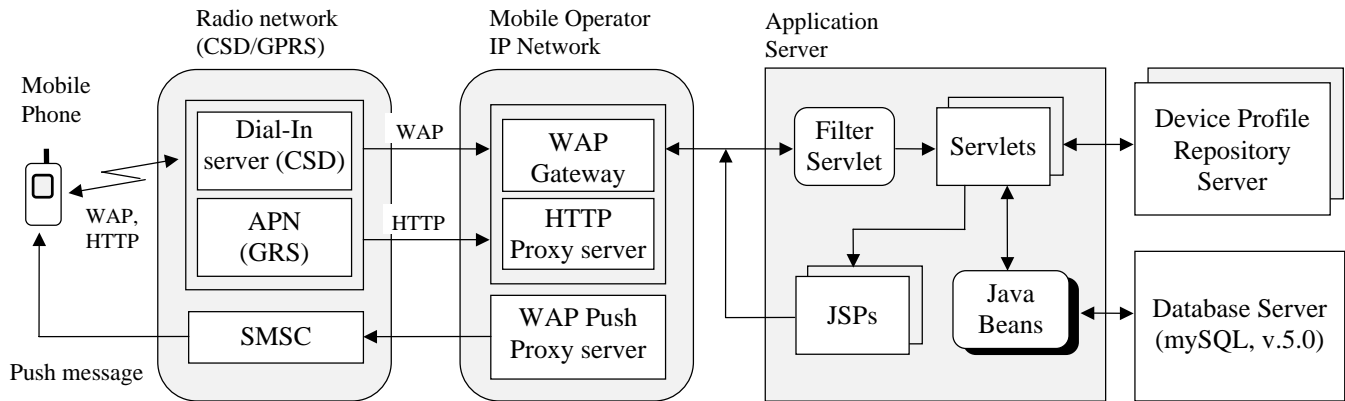 Radio network
(CSD/GPRS)
Mobile Operator
IP Network
Application
Server
Mobile
Phone
Dial-In
server (CSD)
WAP
WAP
Gateway
Filter
Servlet
Servlets
Device Profile
Repository
Server
WAP,
HTTP
APN
(GRS)
HTTP
HTTP
Proxy server
JSPs
Java
Beans
Database Server
(mySQL, v.5.0)
SMSC
WAP Push
Proxy server
Push message